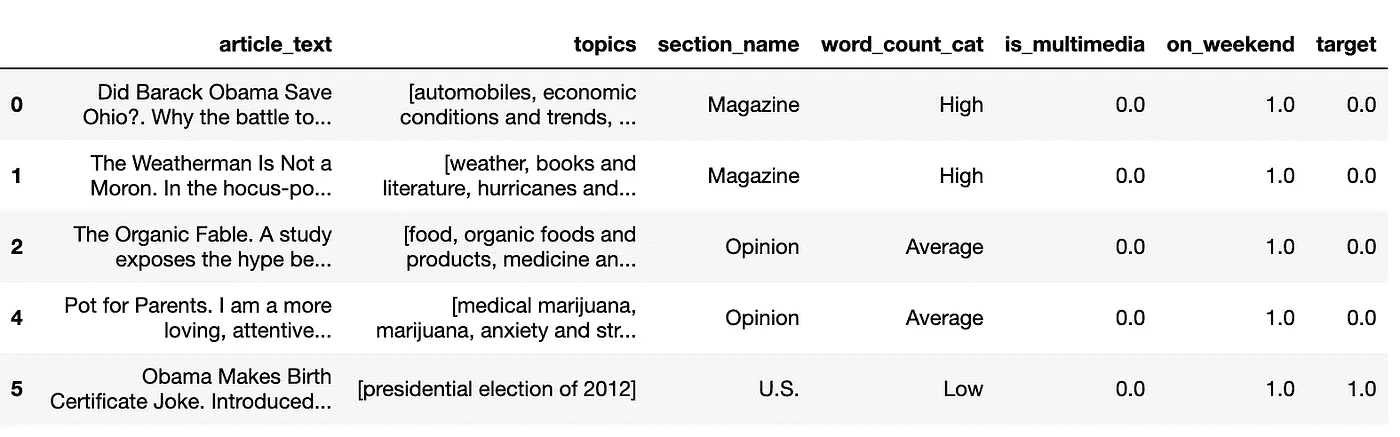 article_text topics section_name word_count_cat is_multimedia on_weekend target
0 Did Barack Obama Save Ohio?. Why the battle to... [automobiles, economic conditions and trends, ... Magazine High 0.0 1.0 0.0
1 The Weatherman Is Not a Moron. In the hocus-po... [weather, books and literature, hurricanes and... Magazine High 0.0 1.0 0.0
2 The Organic Fable. A study exposes the hype be... [food, organic foods and products, medicine an... Opinion Average 0.0 1.0 0.0
4 Pot for Parents. I am a more loving, attentive... [medical marijuana, marijuana, anxiety and str... Opinion Average 0.0 1.0 0.0
5 Obama Makes Birth Certificate Joke. Introduced... [presidential election of 2012] U.S. Low 0.0 1.0 1.0